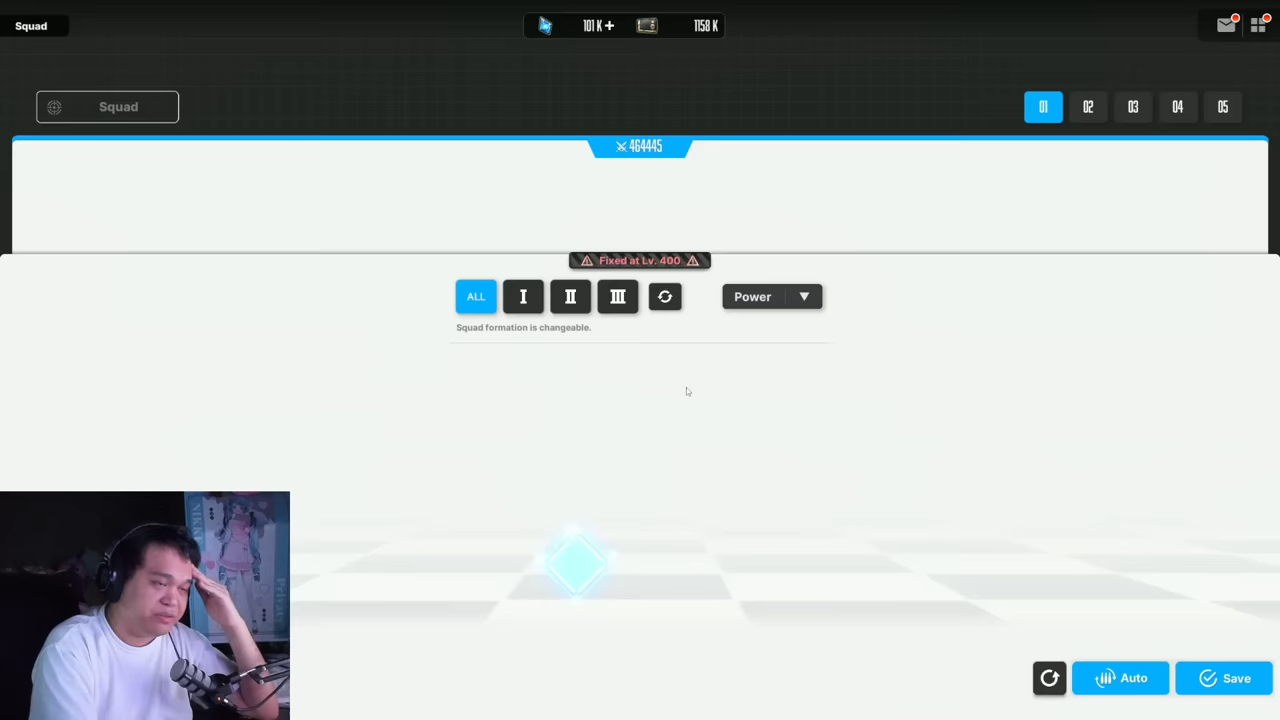 Squad
101 K +
1158 K
Squad
01
02
03
04
05
464445
Fixed at Lv. 400
ALL
I
II
III
Power
Squad formation is changeable.
NIKKE
Auto
Save